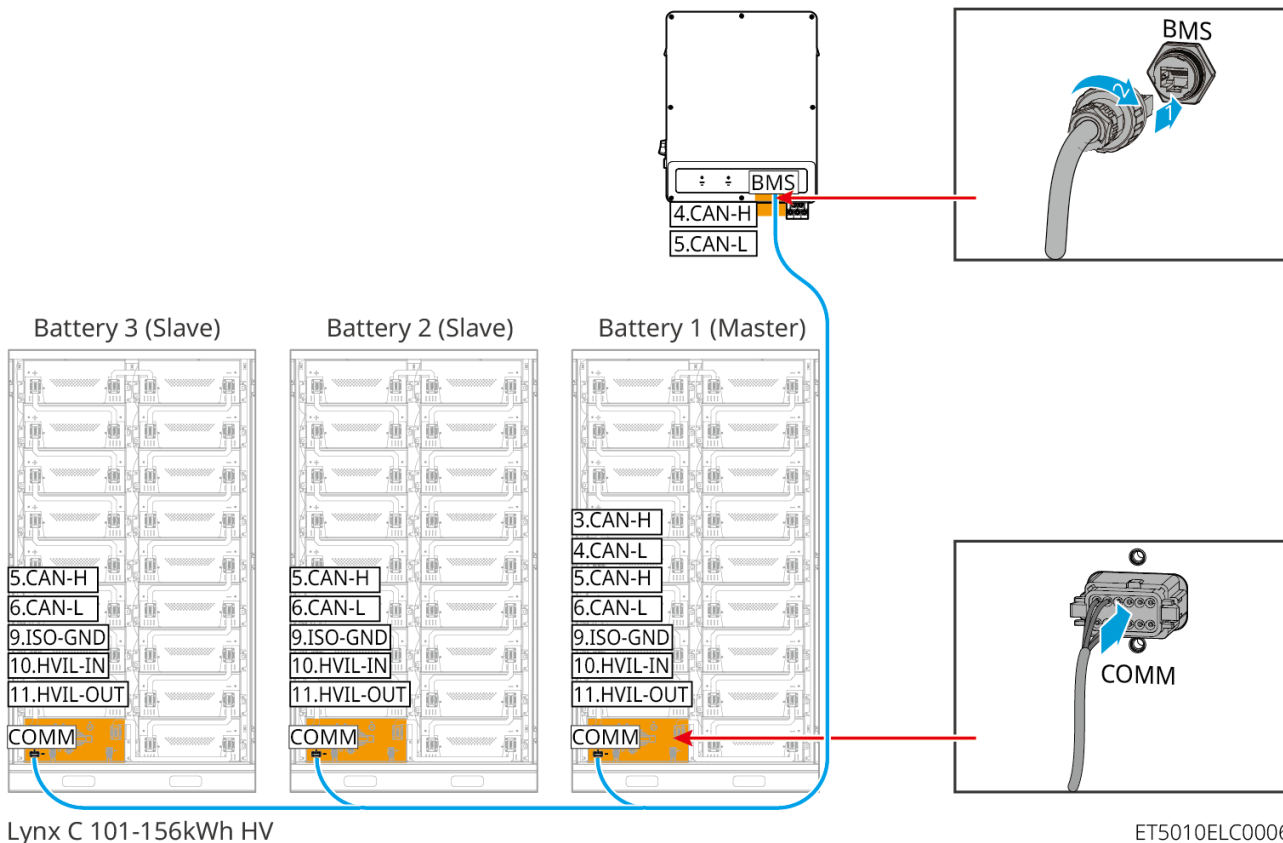 BMS
2
1
BMS
4.CAN-H
5.CAN-L
Battery 3 (Slave)
Battery 2 (Slave)
Battery 1 (Master)
3.CAN-H
4.CAN-L
5.CAN-H
6.CAN-L
9.ISO-GND
10.HVIL-IN
11.HVIL-OUT
COMM
5.CAN-H
6.CAN-L
9.ISO-GND
10.HVIL-IN
11.HVIL-OUT
COMM
5.CAN-H
6.CAN-L
9.ISO-GND
10.HVIL-IN
11.HVIL-OUT
COMM
COMM
Lynx C 101-156kWh HV
ET5010ELC0006